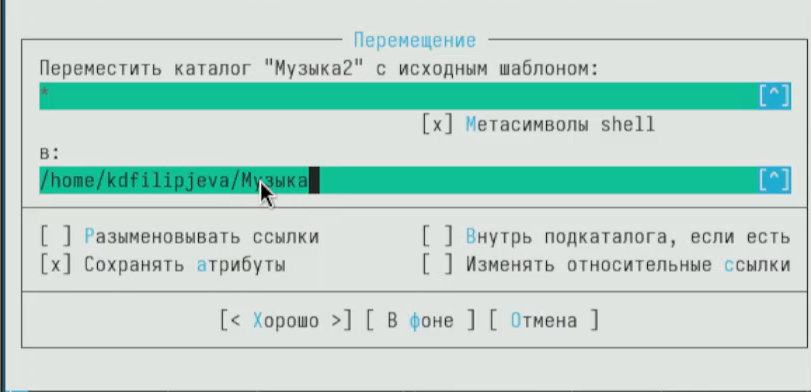 Перемещение
Переместить каталог "Музыка2" с исходным шаблоном:
* [^]
[x] Метасимволы shell
в:
/home/kdfilipjeva/Музыка [^]
[ ] Разыменовывать ссылки [ ] Внутрь подкаталога, если есть
[x] Сохранять атрибуты [ ] Изменять относительные ссылки
[< Хорошо >] [ В фоне ] [ Отмена ]